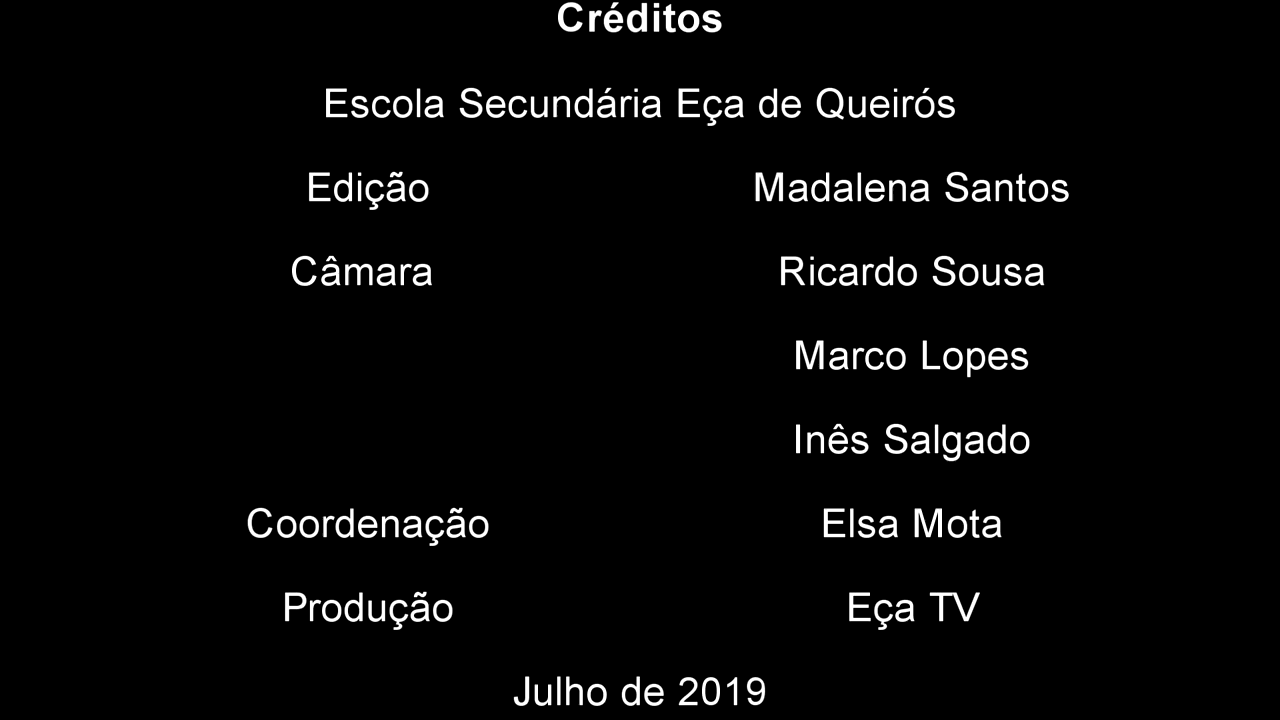 Créditos
Escola Secundária Eça de Queirós
Edição Madalena Santos
Câmara Ricardo Sousa
Marco Lopes
Inês Salgado
Coordenação Elsa Mota
Produção Eça TV
Julho de 2019